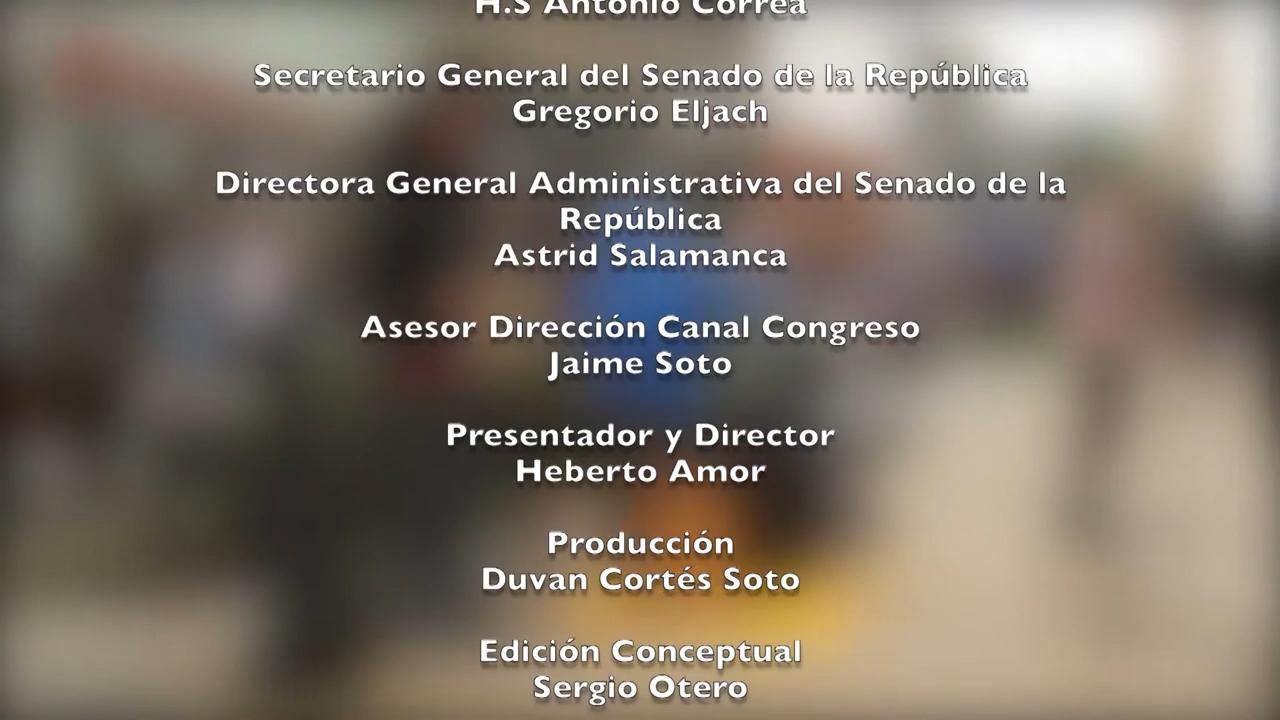 H.S Antonio Correa
Secretario General del Senado de la República
Gregorio Eljach
Directora General Administrativa del Senado de la
República
Astrid Salamanca
Asesor Dirección Canal Congreso
Jaime Soto
Presentador y Director
Heberto Amor
Producción
Duvan Cortés Soto
Edición Conceptual
Sergio Otero